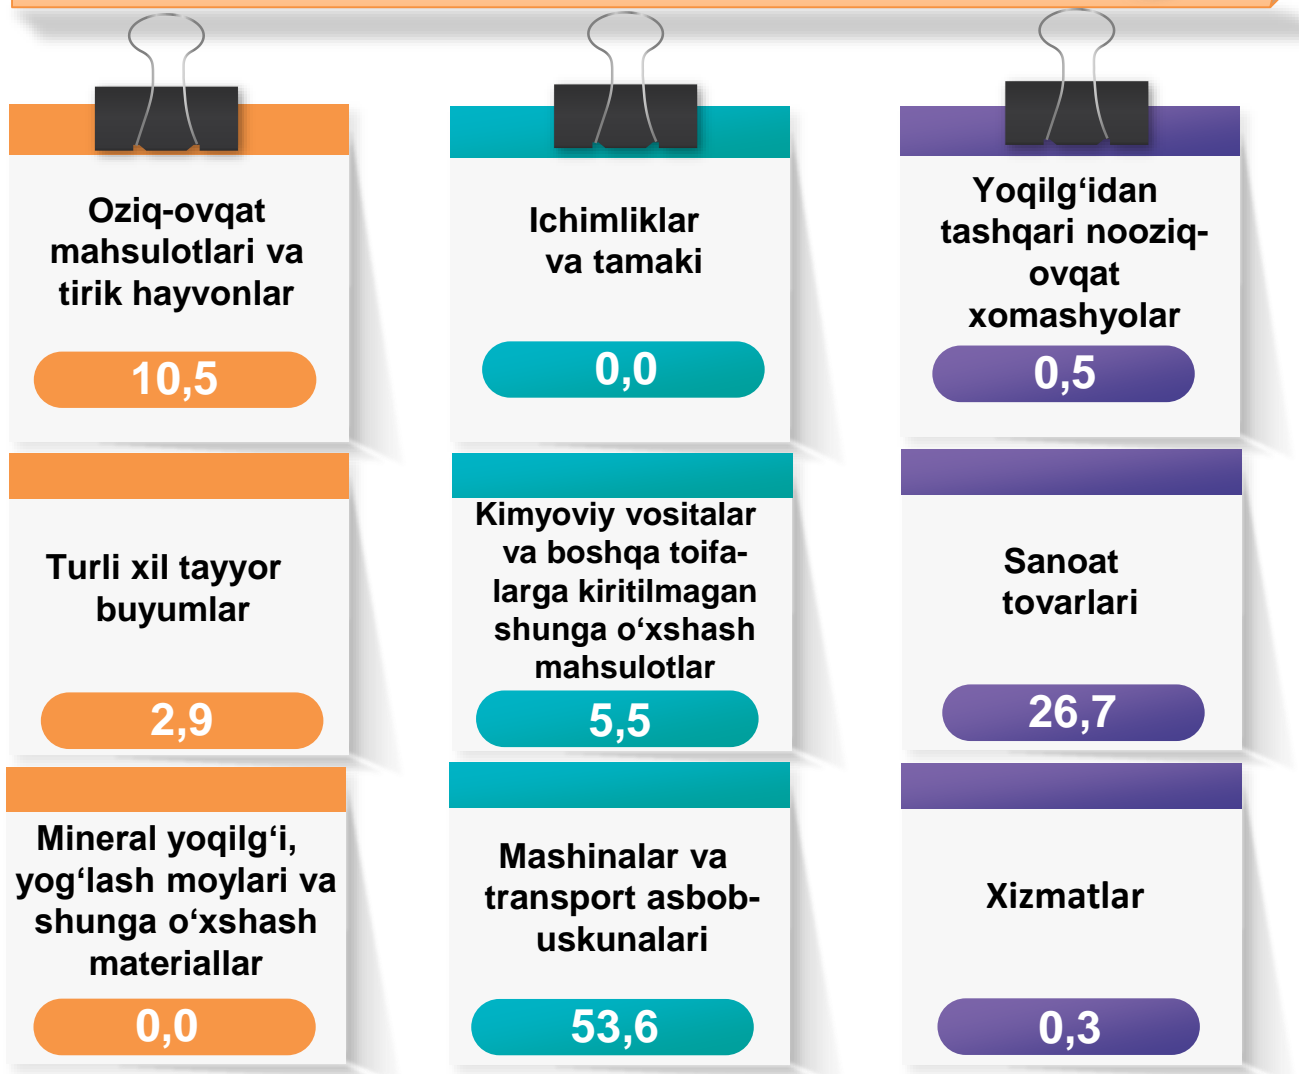 Oziq-ovqat
mahsulotlari va
tirik hayvonlar
10,5
Ichimliklar
va tamaki
0,0
Yoqilg‘idan
tashqari nooziq-
ovqat
xomashyolar
0,5
Turli xil tayyor
buyumlar
2,9
Kimyoviy vositalar
va boshqa toifa-
larga kiritilmagan
shunga o‘xshash
mahsulotlar
5,5
Sanoat
tovarlari
26,7
Mineral yoqilg‘i,
yog‘lash moylari va
shunga o‘xshash
materiallar
0,0
Mashinalar va
transport asbob-
uskunalari
53,6
Xizmatlar
0,3